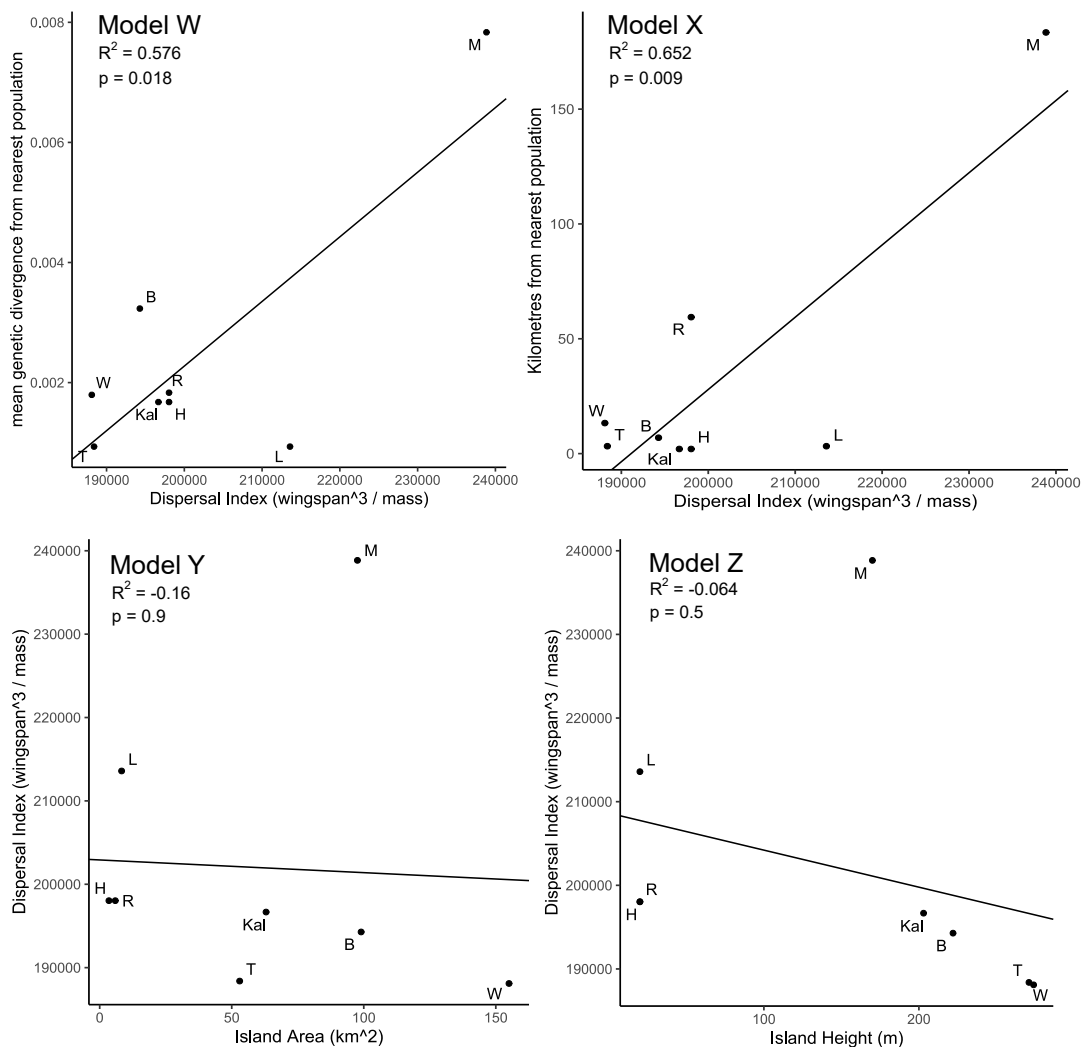 Model W
R^2 = 0.576
p = 0.018
mean genetic divergence from nearest population
0.008
0.006
0.004
0.002
M
B
W
R
Kal
H
T
L
190000 200000 210000 220000 230000 240000
Dispersal Index (wingspan^3 / mass)
Model X
R^2 = 0.652
p = 0.009
Kilometres from nearest population
150
100
50
0
M
R
W
T
B
Kal
H
L
190000 200000 210000 220000 230000 240000
Dispersal Index (wingspan^3 / mass)
Model Y
R^2 = -0.16
p = 0.9
Dispersal Index (wingspan^3 / mass)
240000
230000
220000
210000
200000
190000
M
L
H
R
Kal
B
T
W
0 50 100 150
Island Area (km^2)
Model Z
R^2 = -0.064
p = 0.5
Dispersal Index (wingspan^3 / mass)
240000
230000
220000
210000
200000
190000
M
L
R
H
Kal
B
T
W
100 200
Island Height (m)